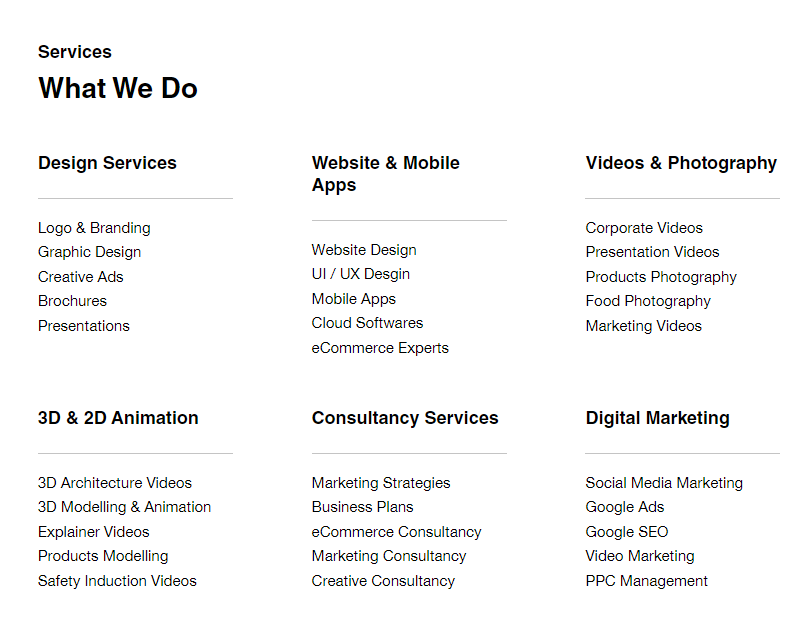 Services
What We Do
Design Services
Logo & Branding
Graphic Design
Creative Ads
Brochures
Presentations
Website & Mobile
Apps
Website Design
UI / UX Desgin
Mobile Apps
Cloud Softwares
eCommerce Experts
Videos & Photography
Corporate Videos
Presentation Videos
Products Photography
Food Photography
Marketing Videos
3D & 2D Animation
3D Architecture Videos
3D Modelling & Animation
Explainer Videos
Products Modelling
Safety Induction Videos
Consultancy Services
Marketing Strategies
Business Plans
eCommerce Consultancy
Marketing Consultancy
Creative Consultancy
Digital Marketing
Social Media Marketing
Google Ads
Google SEO
Video Marketing
PPC Management